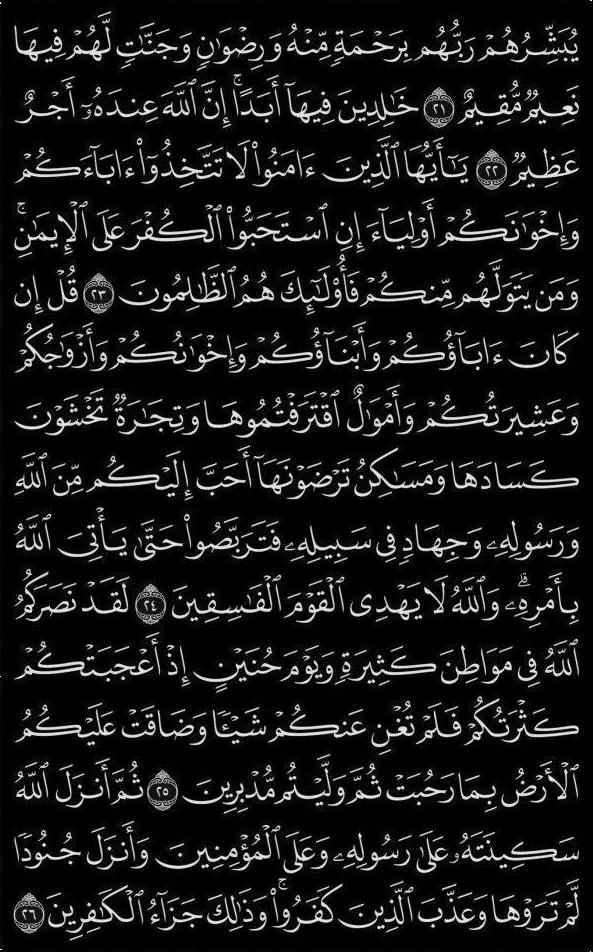 يُبَشِّرُهُمْ رَبُّهُم بِرَحْمَةٍ مِّنْهُ وَرِضْوَٰنٍ وَجَنَّٰتٍ لَّهُمْ فِيهَا
نَعِيمٌ مُّقِيمٌ ۝٢١ خَٰلِدِينَ فِيهَآ أَبَدًا ۚ إِنَّ ٱللَّهَ عِندَهُۥٓ أَجْرٌ
عَظِيمٌ ۝٢٢ يَٰٓأَيُّهَا ٱلَّذِينَ ءَامَنُوا۟ لَا تَتَّخِذُوٓا۟ ءَابَآءَكُمْ
وَإِخْوَٰنَكُمْ أَوْلِيَآءَ إِنِ ٱسْتَحَبُّوا۟ ٱلْكُفْرَ عَلَى ٱلْإِيمَٰنِ ۚ
وَمَن يَتَوَلَّهُم مِّنكُمْ فَأُو۟لَٰٓئِكَ هُمُ ٱلظَّٰلِمُونَ ۝٢٣ قُلْ إِن
كَانَ ءَابَآؤُكُمْ وَأَبْنَآؤُكُمْ وَإِخْوَٰنُكُمْ وَأَزْوَٰجُكُمْ
وَعَشِيرَتُكُمْ وَأَمْوَٰلٌ ٱقْتَرَفْتُمُوهَا وَتِجَٰرَةٌ تَخْشَوْنَ
كَسَادَهَا وَمَسَٰكِنُ تَرْضَوْنَهَآ أَحَبَّ إِلَيْكُم مِّنَ ٱللَّهِ
وَرَسُولِهِۦ وَجِهَادٍ فِى سَبِيلِهِۦ فَتَرَبَّصُوا۟ حَتَّىٰ يَأْتِىَ ٱللَّهُ
بِأَمْرِهِۦ ۗ وَٱللَّهُ لَا يَهْدِى ٱلْقَوْمَ ٱلْفَٰسِقِينَ ۝٢٤ لَقَدْ نَصَرَكُمُ
ٱللَّهُ فِى مَوَاطِنَ كَثِيرَةٍ وَيَوْمَ حُنَيْنٍ إِذْ أَعْجَبَتْكُمْ
كَثْرَتُكُمْ فَلَمْ تُغْنِ عَنكُمْ شَيْـًٔا وَضَاقَتْ عَلَيْكُمُ
ٱلْأَرْضُ بِمَا رَحُبَتْ ثُمَّ وَلَّيْتُم مُّدْبِرِينَ ۝٢٥ ثُمَّ أَنزَلَ ٱللَّهُ
سَكِينَتَهُۥ عَلَىٰ رَسُولِهِۦ وَعَلَى ٱلْمُؤْمِنِينَ وَأَنزَلَ جُنُودًا
لَّمْ تَرَوْهَا وَعَذَّبَ ٱلَّذِينَ كَفَرُوا۟ ۚ وَذَٰلِكَ جَزَآءُ ٱلْكَٰفِرِينَ ۝٢٦